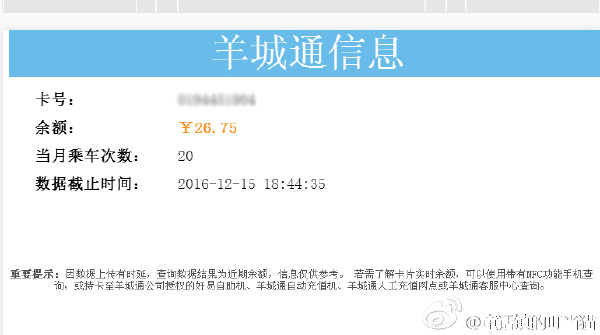 羊城通信息
卡号：
余额： ￥26.75
当月乘车次数： 20
数据截止时间： 2016-12-15 18:44:35
重要提示：因数据上传有时延，查询数据结果为近期余额，信息仅供参考。 若需了解卡片实时余额，可以使用带有NFC功能手机查
询，或持卡至羊城通公司授权的好易自助机、羊城通自动充值机、羊城通人工充值网点或羊城通客服中心查询。